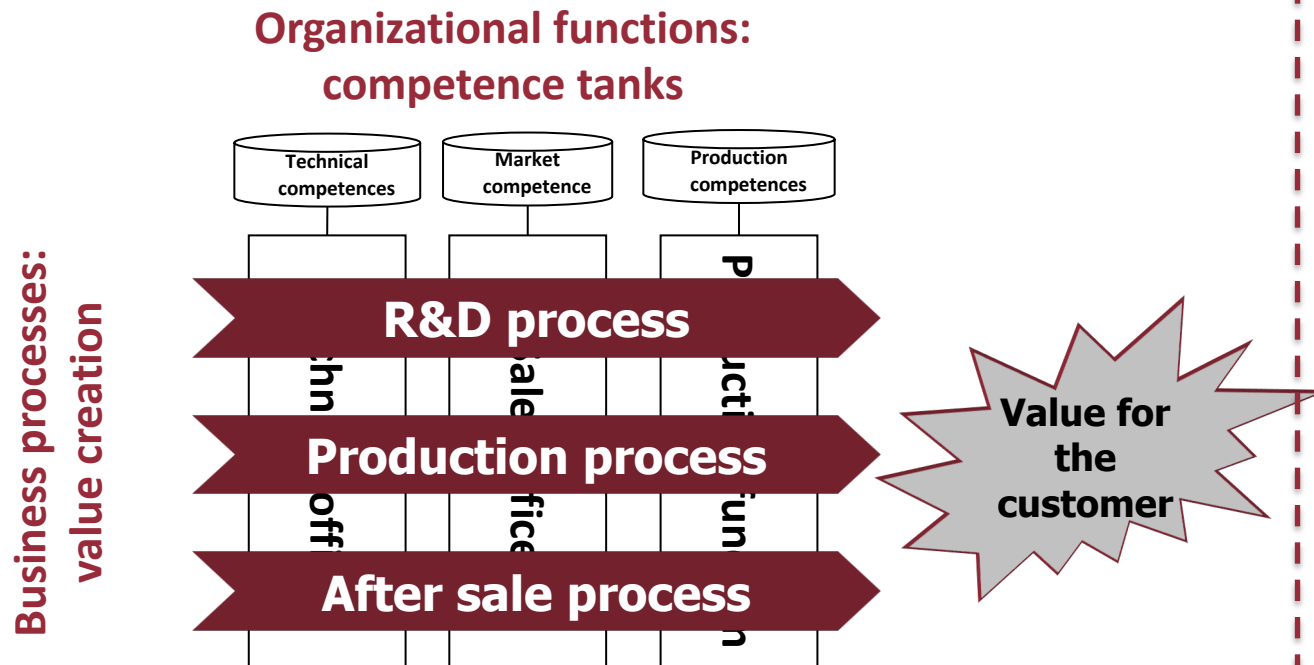 Organizational functions:
competence tanks
Technical
competences
Market
competence
Production
competences
Business processes:
value creation
R&D process
Production process
After sale process
Value for
the
customer